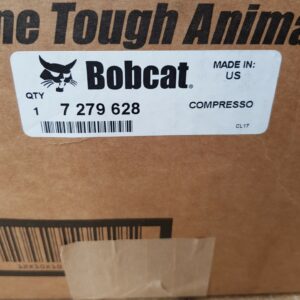 ne Tough Anima
Bobcat.
MADE IN:
US
QTY
1 7 279 628 COMPRESSO
CL17